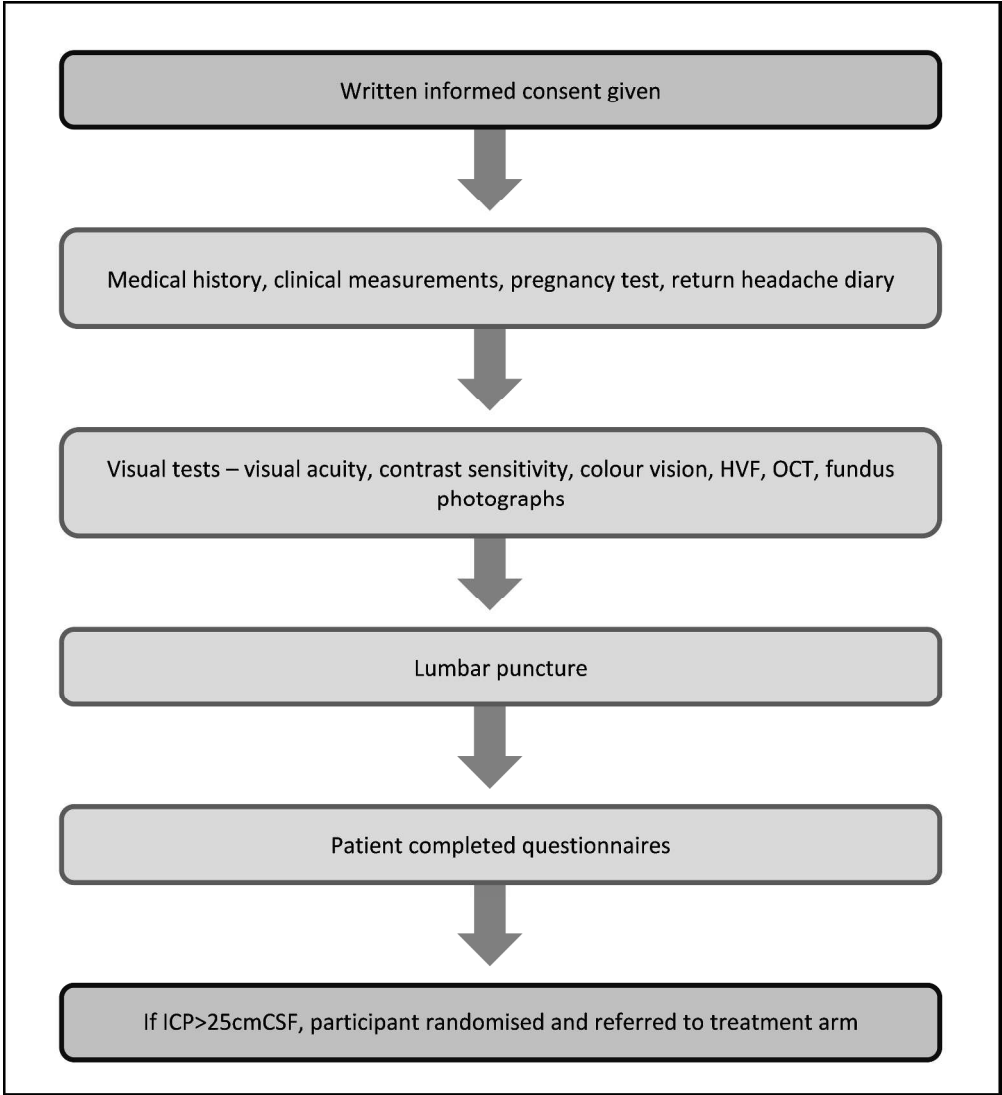 Written informed consent given
Medical history, clinical measurements, pregnancy test, return headache diary
Visual tests – visual acuity, contrast sensitivity, colour vision, HVF, OCT, fundus
photographs
Lumbar puncture
Patient completed questionnaires
If ICP>25cmCSF, participant randomised and referred to treatment arm